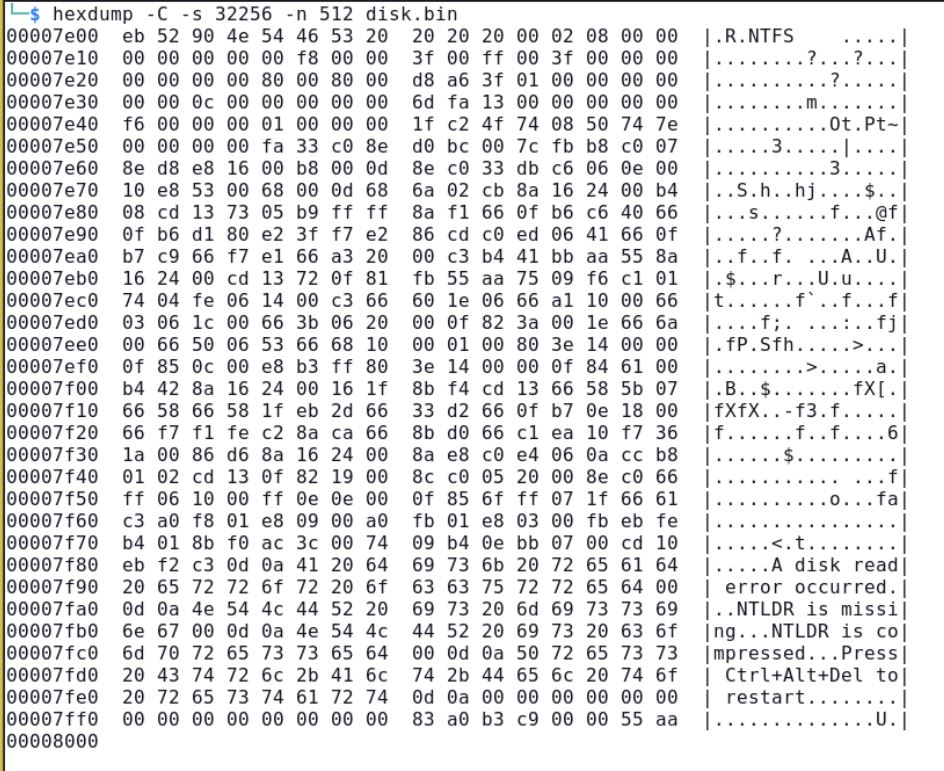 └─$ hexdump -C -s 32256 -n 512 disk.bin
00007e00  eb 52 90 4e 54 46 53 20  20 20 20 00 02 08 00 00  |.R.NTFS    .....|
00007e10  00 00 00 00 00 f8 00 00  3f 00 ff 00 3f 00 00 00  |........?...?...|
00007e20  00 00 00 00 80 00 80 00  d8 a6 3f 01 00 00 00 00  |..........?.....|
00007e30  00 00 0c 00 00 00 00 00  6d fa 13 00 00 00 00 00  |........m.......|
00007e40  f6 00 00 00 01 00 00 00  1f c2 4f 74 08 50 74 7e  |..........Ot.Pt~|
00007e50  00 00 00 00 fa 33 c0 8e  d0 bc 00 7c fb b8 c0 07  |.....3.....|....|
00007e60  8e d8 e8 16 00 b8 00 0d  8e c0 33 db c6 06 0e 00  |..........3.....|
00007e70  10 e8 53 00 68 00 0d 68  6a 02 cb 8a 16 24 00 b4  |..S.h..hj....$..|
00007e80  08 cd 13 73 05 b9 ff ff  8a f1 66 0f b6 c6 40 66  |...s......f...@f|
00007e90  0f b6 d1 80 e2 3f f7 e2  86 cd c0 ed 06 41 66 0f  |.....?.......Af.|
00007ea0  b7 c9 66 f7 e1 66 a3 20  00 c3 b4 41 bb aa 55 8a  |..f..f. ...A..U.|
00007eb0  16 24 00 cd 13 72 0f 81  fb 55 aa 75 09 f6 c1 01  |.$...r...U.u....|
00007ec0  74 04 fe 06 14 00 c3 66  60 1e 06 66 a1 10 00 66  |t......f`..f...f|
00007ed0  03 06 1c 00 66 3b 06 20  00 0f 82 3a 00 1e 66 6a  |....f;. ...:..fj|
00007ee0  00 66 50 06 53 66 68 10  00 01 00 80 3e 14 00 00  |.fP.Sfh.....>...|
00007ef0  0f 85 0c 00 e8 b3 ff 80  3e 14 00 00 0f 84 61 00  |........>.....a.|
00007f00  b4 42 8a 16 24 00 16 1f  8b f4 cd 13 66 58 5b 07  |.B..$.......fX[.|
00007f10  66 58 66 58 1f eb 2d 66  33 d2 66 0f b7 0e 18 00  |fXfX..-f3.f.....|
00007f20  66 f7 f1 fe c2 8a ca 66  8b d0 66 c1 ea 10 f7 36  |f......f..f....6|
00007f30  1a 00 86 d6 8a 16 24 00  8a e8 c0 e4 06 0a cc b8  |......$.........|
00007f40  01 02 cd 13 0f 82 19 00  8c c0 05 20 00 8e c0 66  |........... ...f|
00007f50  ff 06 10 00 ff 0e 0e 00  0f 85 6f ff 07 1f 66 61  |..........o...fa|
00007f60  c3 a0 f8 01 e8 09 00 a0  fb 01 e8 03 00 fb eb fe  |................|
00007f70  b4 01 8b f0 ac 3c 00 74  09 b4 0e bb 07 00 cd 10  |.....<.t........|
00007f80  eb f2 c3 0d 0a 41 20 64  69 73 6b 20 72 65 61 64  |.....A disk read|
00007f90  20 65 72 72 6f 72 20 6f  63 63 75 72 72 65 64 00  | error occurred.|
00007fa0  0d 0a 4e 54 4c 44 52 20  69 73 20 6d 69 73 73 69  |..NTLDR is missi|
00007fb0  6e 67 00 0d 0a 4e 54 4c  44 52 20 69 73 20 63 6f  |ng...NTLDR is co|
00007fc0  6d 70 72 65 73 73 65 64  00 0d 0a 50 72 65 73 73  |mpressed...Press|
00007fd0  20 43 74 72 6c 2b 41 6c  74 2b 44 65 6c 20 74 6f  | Ctrl+Alt+Del to|
00007fe0  20 72 65 73 74 61 72 74  0d 0a 00 00 00 00 00 00  | restart........|
00007ff0  00 00 00 00 00 00 00 00  83 a0 b3 c9 00 00 55 aa  |..............U.|
00008000